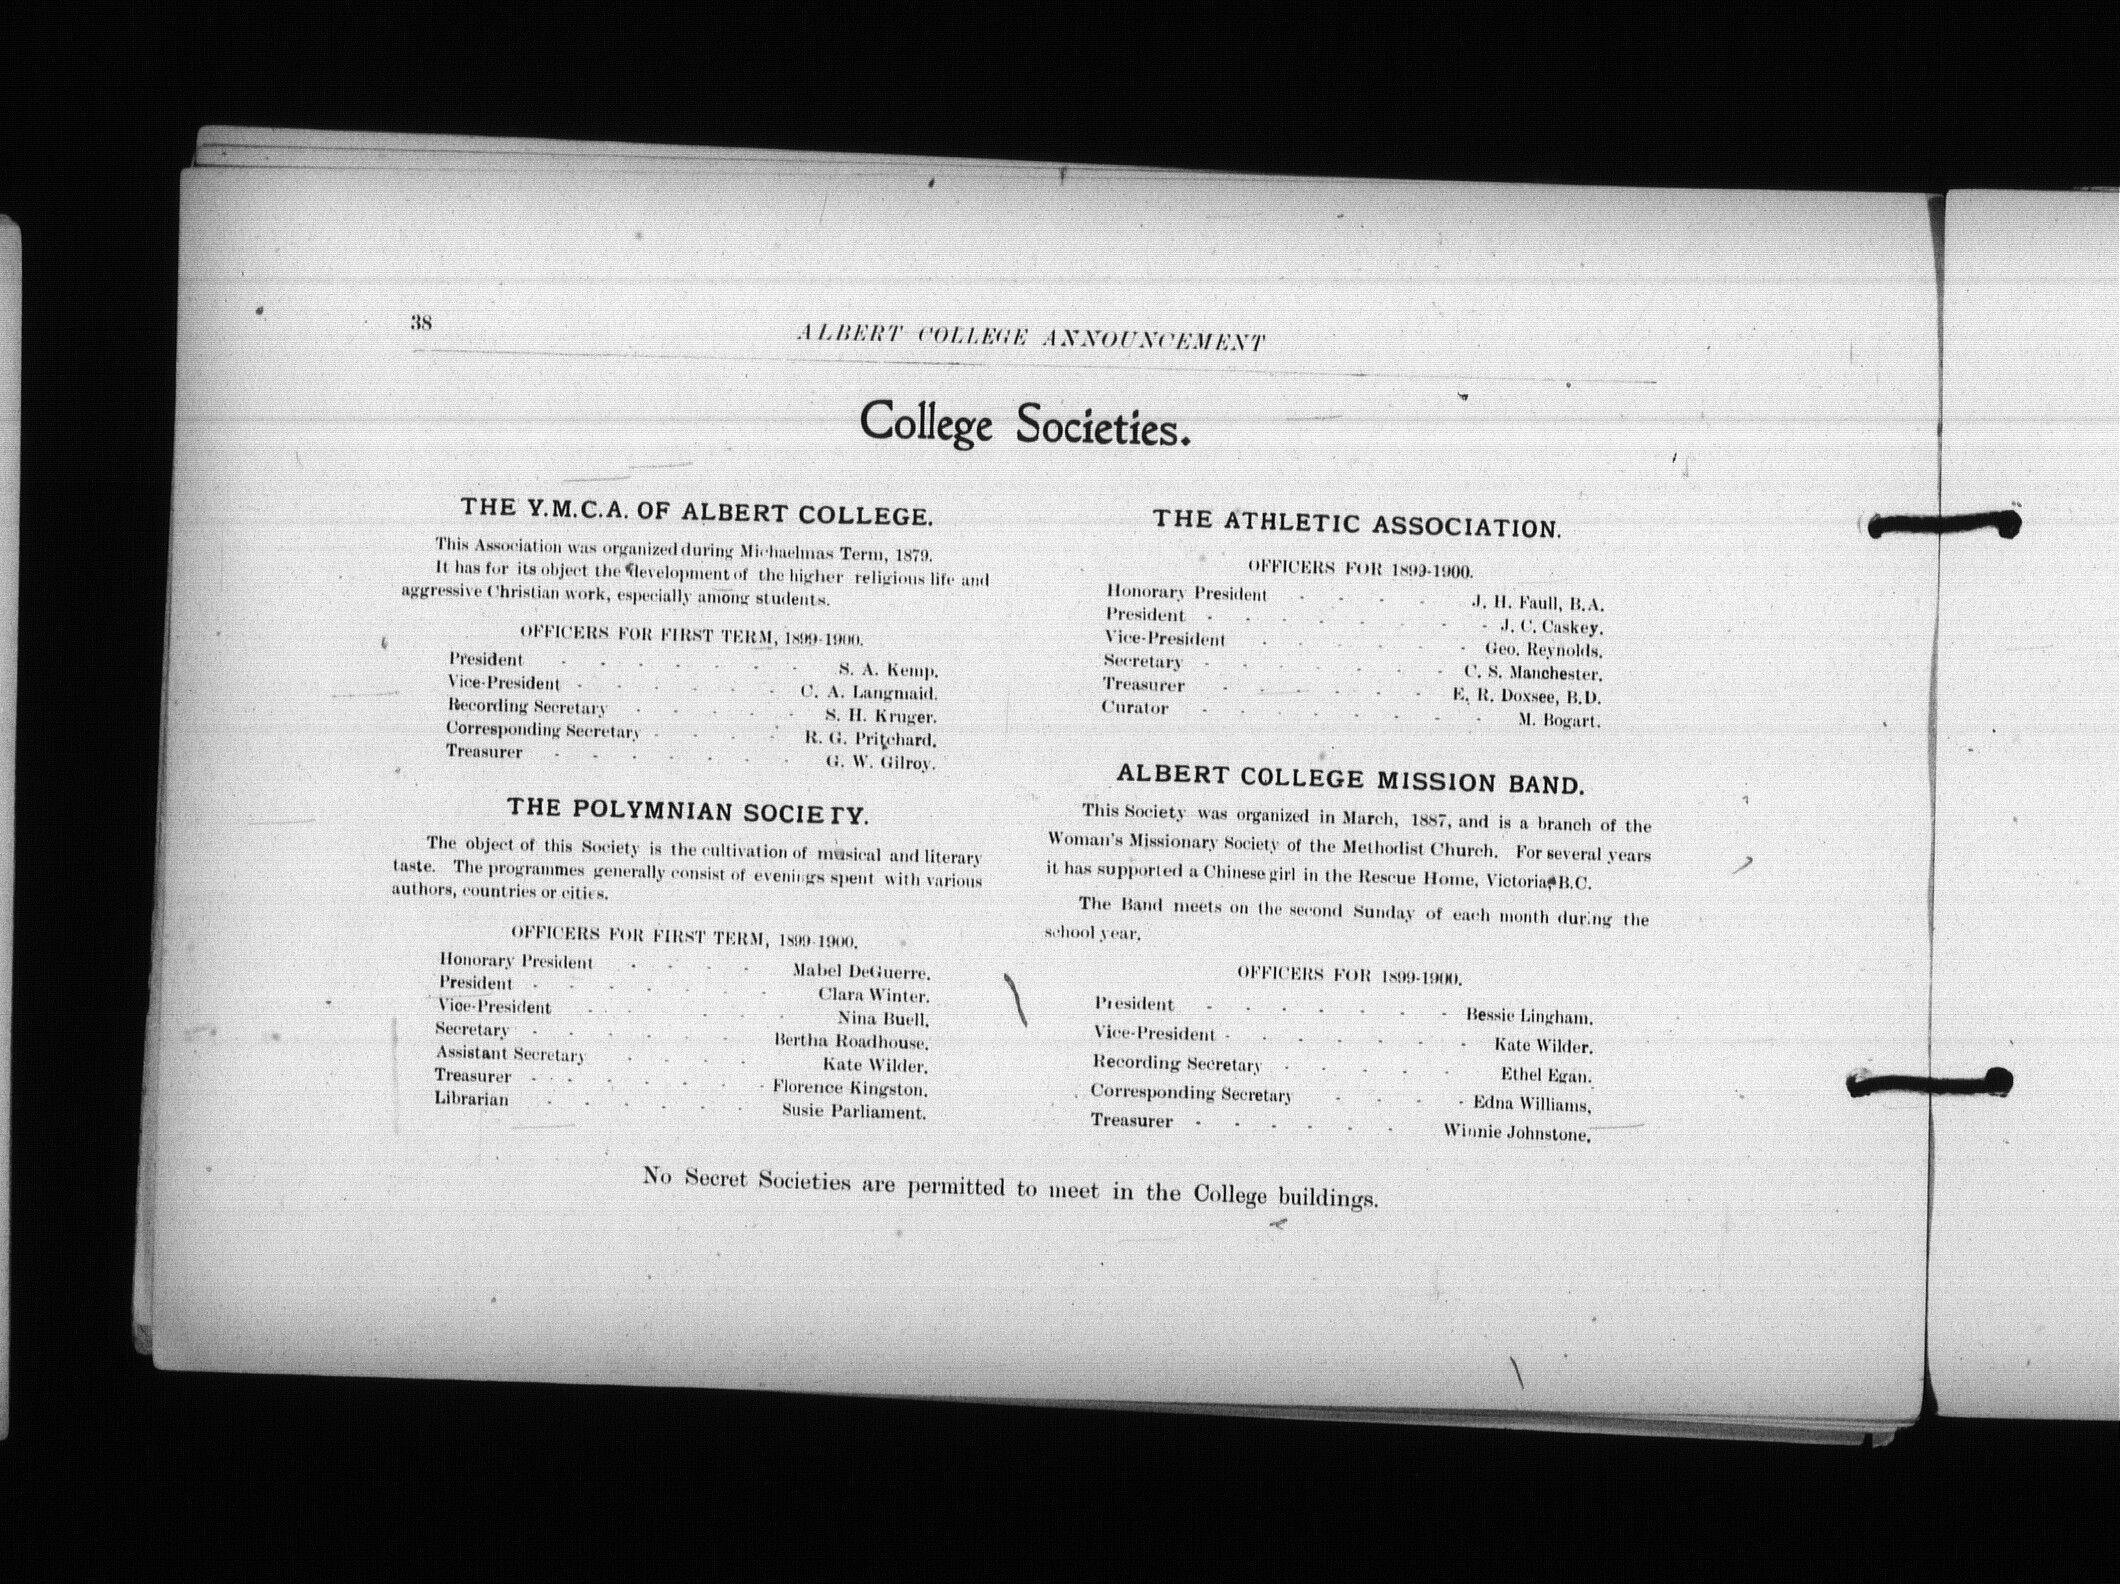 38
ALBERT COLLEGE ANNOUNCEMENT
College Societies.
THE Y.M.C.A. OF ALBERT COLLEGE.
This Association was organized during Michaelmas Term, 1879.
It has for its object the development of the higher religious life and
aggressive Christian work, especially among students.
OFFICERS FOR FIRST TERM, 1899-1900.
President - - - - - - - S. A. Kemp.
Vice-President - - - - - - C. A. Langmaid.
Recording Secretary - - - - - S. H. Kruger.
Corresponding Secretary - - - - R. G. Pritchard.
Treasurer - - - - - - - G. W. Gilroy.
THE POLYMNIAN SOCIETY.
The object of this Society is the cultivation of musical and literary
taste. The programmes generally consist of evenings spent with various
authors, countries or cities.
OFFICERS FOR FIRST TERM, 1899-1900.
Honorary President - - - - Mabel DeGuerre.
President - - - - - - - Clara Winter.
Vice-President - - - - - Nina Buell.
Secretary - - - - - - Bertha Roadhouse.
Assistant Secretary - - - - Kate Wilder.
Treasurer - - - - - - - Florence Kingston.
Librarian - - - - - - Susie Parliament.
THE ATHLETIC ASSOCIATION.
OFFICERS FOR 1899-1900.
Honorary President - - - - J. H. Faull, B.A.
President - - - - - - - - J. C. Caskey.
Vice-President - - - - - - Geo. Reynolds.
Secretary - - - - - - - C. S. Manchester.
Treasurer - - - - - - E. R. Doxsee, B.D.
Curator - - - - - - - - M. Bogart.
ALBERT COLLEGE MISSION BAND.
This Society was organized in March, 1887, and is a branch of the
Woman's Missionary Society of the Methodist Church. For several years
it has supported a Chinese girl in the Rescue Home, Victoria, B.C.
The Band meets on the second Sunday of each month during the
school year.
OFFICERS FOR 1899-1900.
President - - - - - - - Bessie Lingham.
Vice-President - - - - - - - Kate Wilder.
Recording Secretary - - - - - Ethel Egan.
Corresponding Secretary - - - - Edna Williams,
Treasurer - - - - - - Winnie Johnstone.
No Secret Societies are permitted to meet in the College buildings.